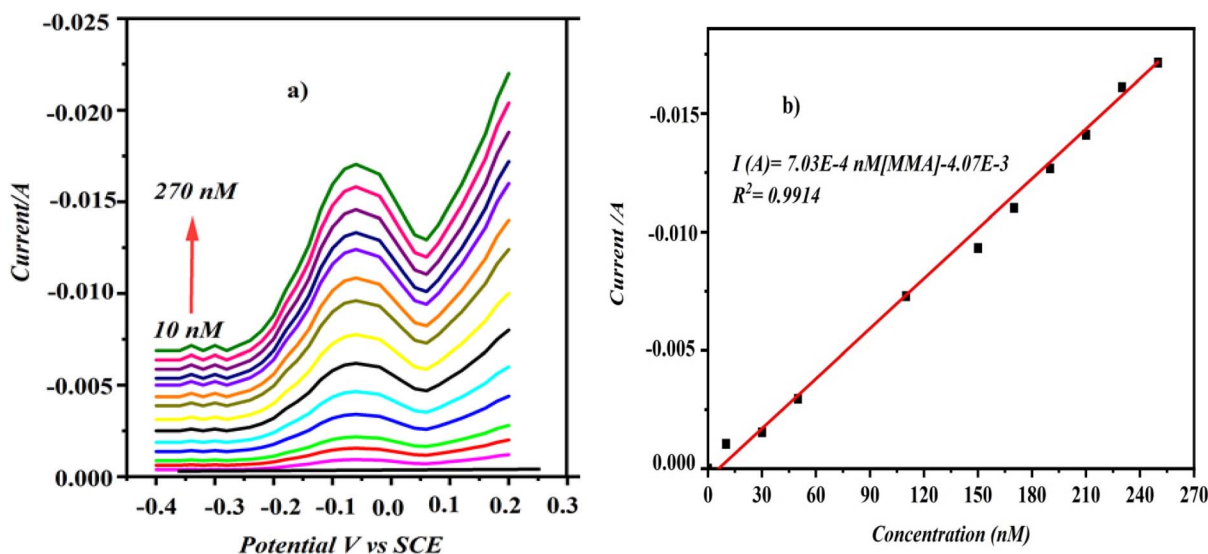 a)
-0.025
-0.020
-0.015
-0.010
-0.005
0.000
Current/A
270 nM
10 nM
-0.4 -0.3 -0.2 -0.1 0.0 0.1 0.2 0.3
Potential V vs SCE
b)
I (A)= 7.03E-4 nM[MMA]-4.07E-3
R²= 0.9914
-0.015
-0.010
-0.005
0.000
Current /A
0 30 60 90 120 150 180 210 240 270
Concentration (nM)